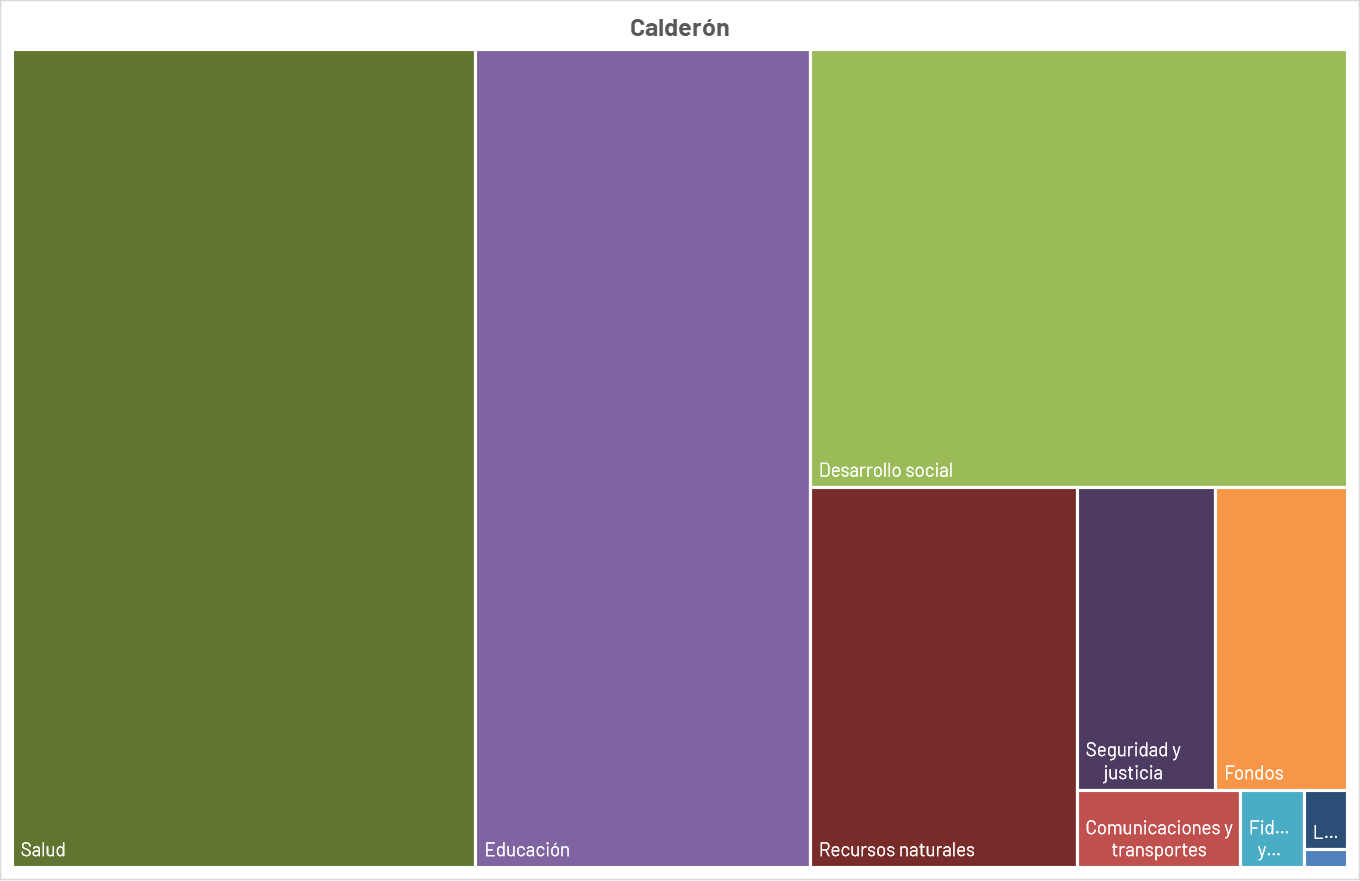 Calderón
Salud
Educación
Desarrollo social
Recursos naturales
Seguridad y
justicia
Fondos
Comunicaciones y
transportes
Fid...
y...
L...